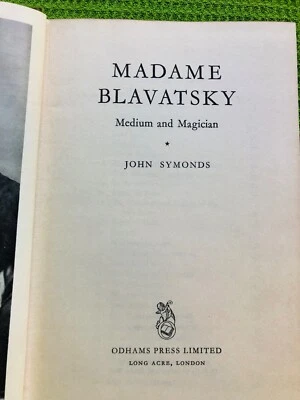 MADAME
BLAVATSKY
Medium and Magician
JOHN SYMONDS
ODHAMS PRESS LIMITED
LONG ACRE, LONDON